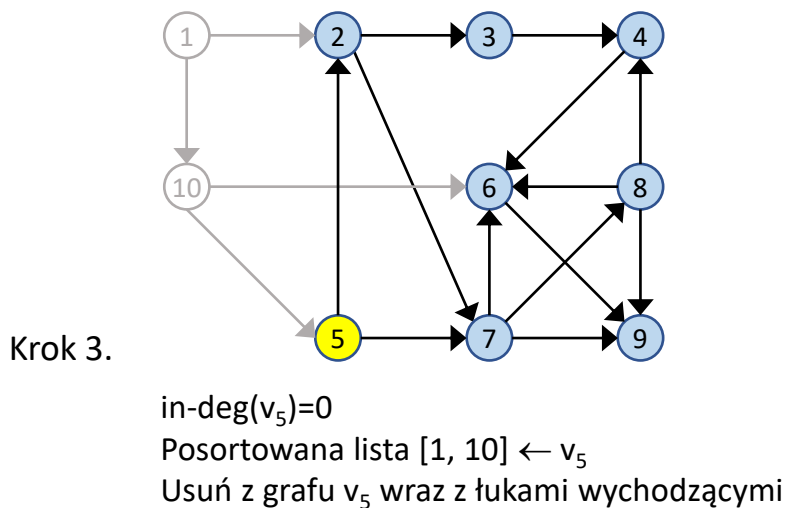 1 2 3 4
10 6 8
5 7 9
Krok 3.
in-deg(v₅)=0
Posortowana lista [1, 10] ← v₅
Usuń z grafu v₅ wraz z łukami wychodzącymi